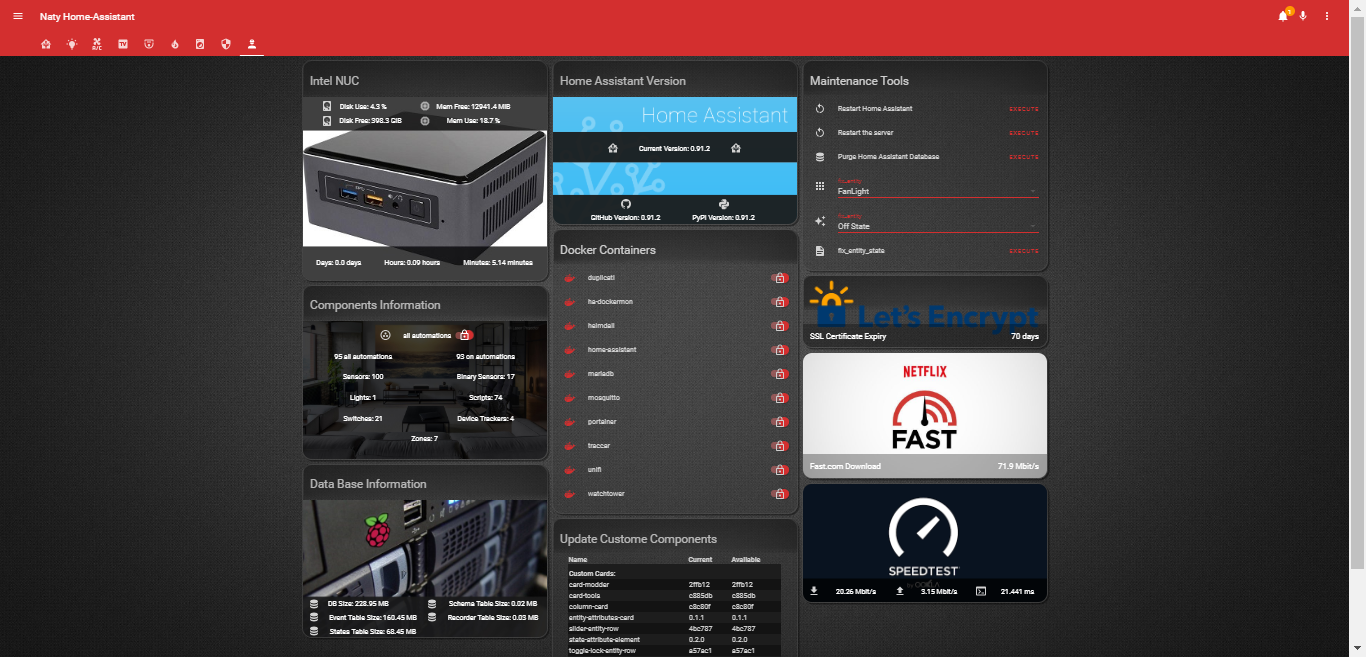 Naty Home-Assistant
1
A/C
TV
Intel NUC
Disk Use: 4.3 %
Mem Free: 12941.4 MiB
Disk Free: 398.3 GiB
Mem Use: 18.7 %
Days: 0.0 days
Hours: 0.09 hours
Minutes: 5.14 minutes
Components Information
all automations
95 all automations
93 on automations
Sensors: 100
Binary Sensors: 17
Lights: 1
Scripts: 74
Switches: 21
Device Trackers: 4
Zones: 7
Data Base Information
DB Size: 228.95 MB
Schema Table Size: 0.02 MB
Event Table Size: 160.45 MB
Recorder Table Size: 0.03 MB
States Table Size: 68.45 MB
Home Assistant Version
Home Assistant
Current Version: 0.91.2
GitHub Version: 0.91.2
PyPI Version: 0.91.2
Docker Containers
duplicati
ha-dockermon
heimdall
home-assistant
mariadb
mosquitto
portainer
traccar
unifi
watchtower
Update Custome Components
Name Current Available
Custom Cards:
card-modder 2ffb12 2ffb12
card-tools c885db c885db
column-card c8c80f c8c80f
entity-attributes-card 0.1.1 0.1.1
slider-entity-row 4bc787 4bc787
state-attribute-element 0.2.0 0.2.0
toggle-lock-entity-row a57ac1 a57ac1
Maintenance Tools
Restart Home Assistant EXECUTE
Restart the server EXECUTE
Purge Home Assistant Database EXECUTE
fix_entity
FanLight
fix_entity
Off State
fix_entity_state EXECUTE
Let's Encrypt
SSL Certificate Expiry 70 days
NETFLIX
FAST
Fast.com Download 71.9 Mbit/s
SPEEDTEST
by OOKLA
20.26 Mbit/s
3.15 Mbit/s
21.441 ms